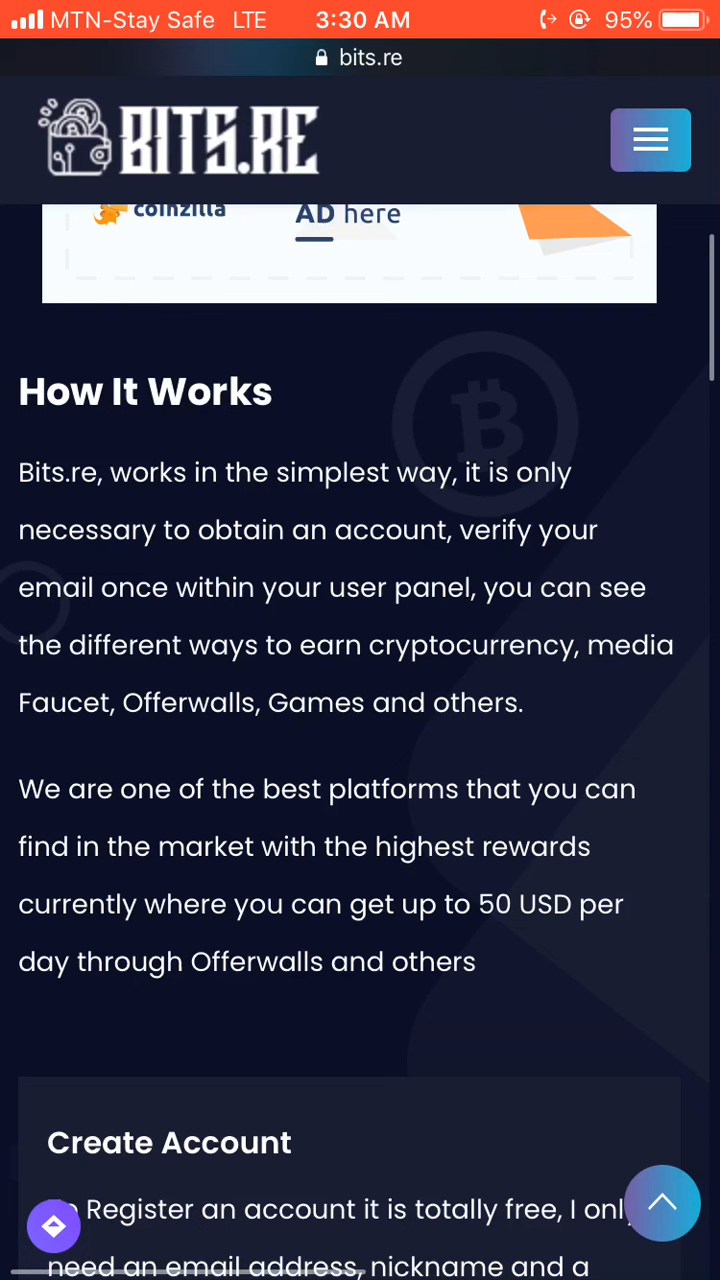 MTN-Stay Safe LTE 3:30 AM 95%
bits.re
BITS.RE
coinzilla AD here
How It Works
Bits.re, works in the simplest way, it is only
necessary to obtain an account, verify your
email once within your user panel, you can see
the different ways to earn cryptocurrency, media
Faucet, Offerwalls, Games and others.
We are one of the best platforms that you can
find in the market with the highest rewards
currently where you can get up to 50 USD per
day through Offerwalls and others
Create Account
Register an account it is totally free, I only
need an email address, nickname and a